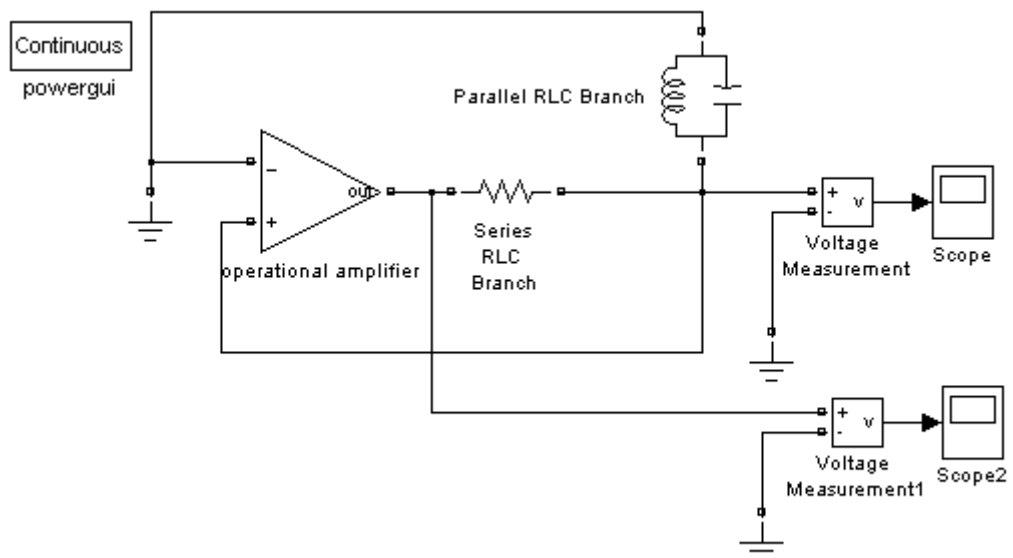 Continuous
powergui
Parallel RLC Branch
−
out
+
operational amplifier
Series
RLC
Branch
+
-
v
Voltage
Measurement
Scope
+
-
v
Voltage
Measurement1
Scope2